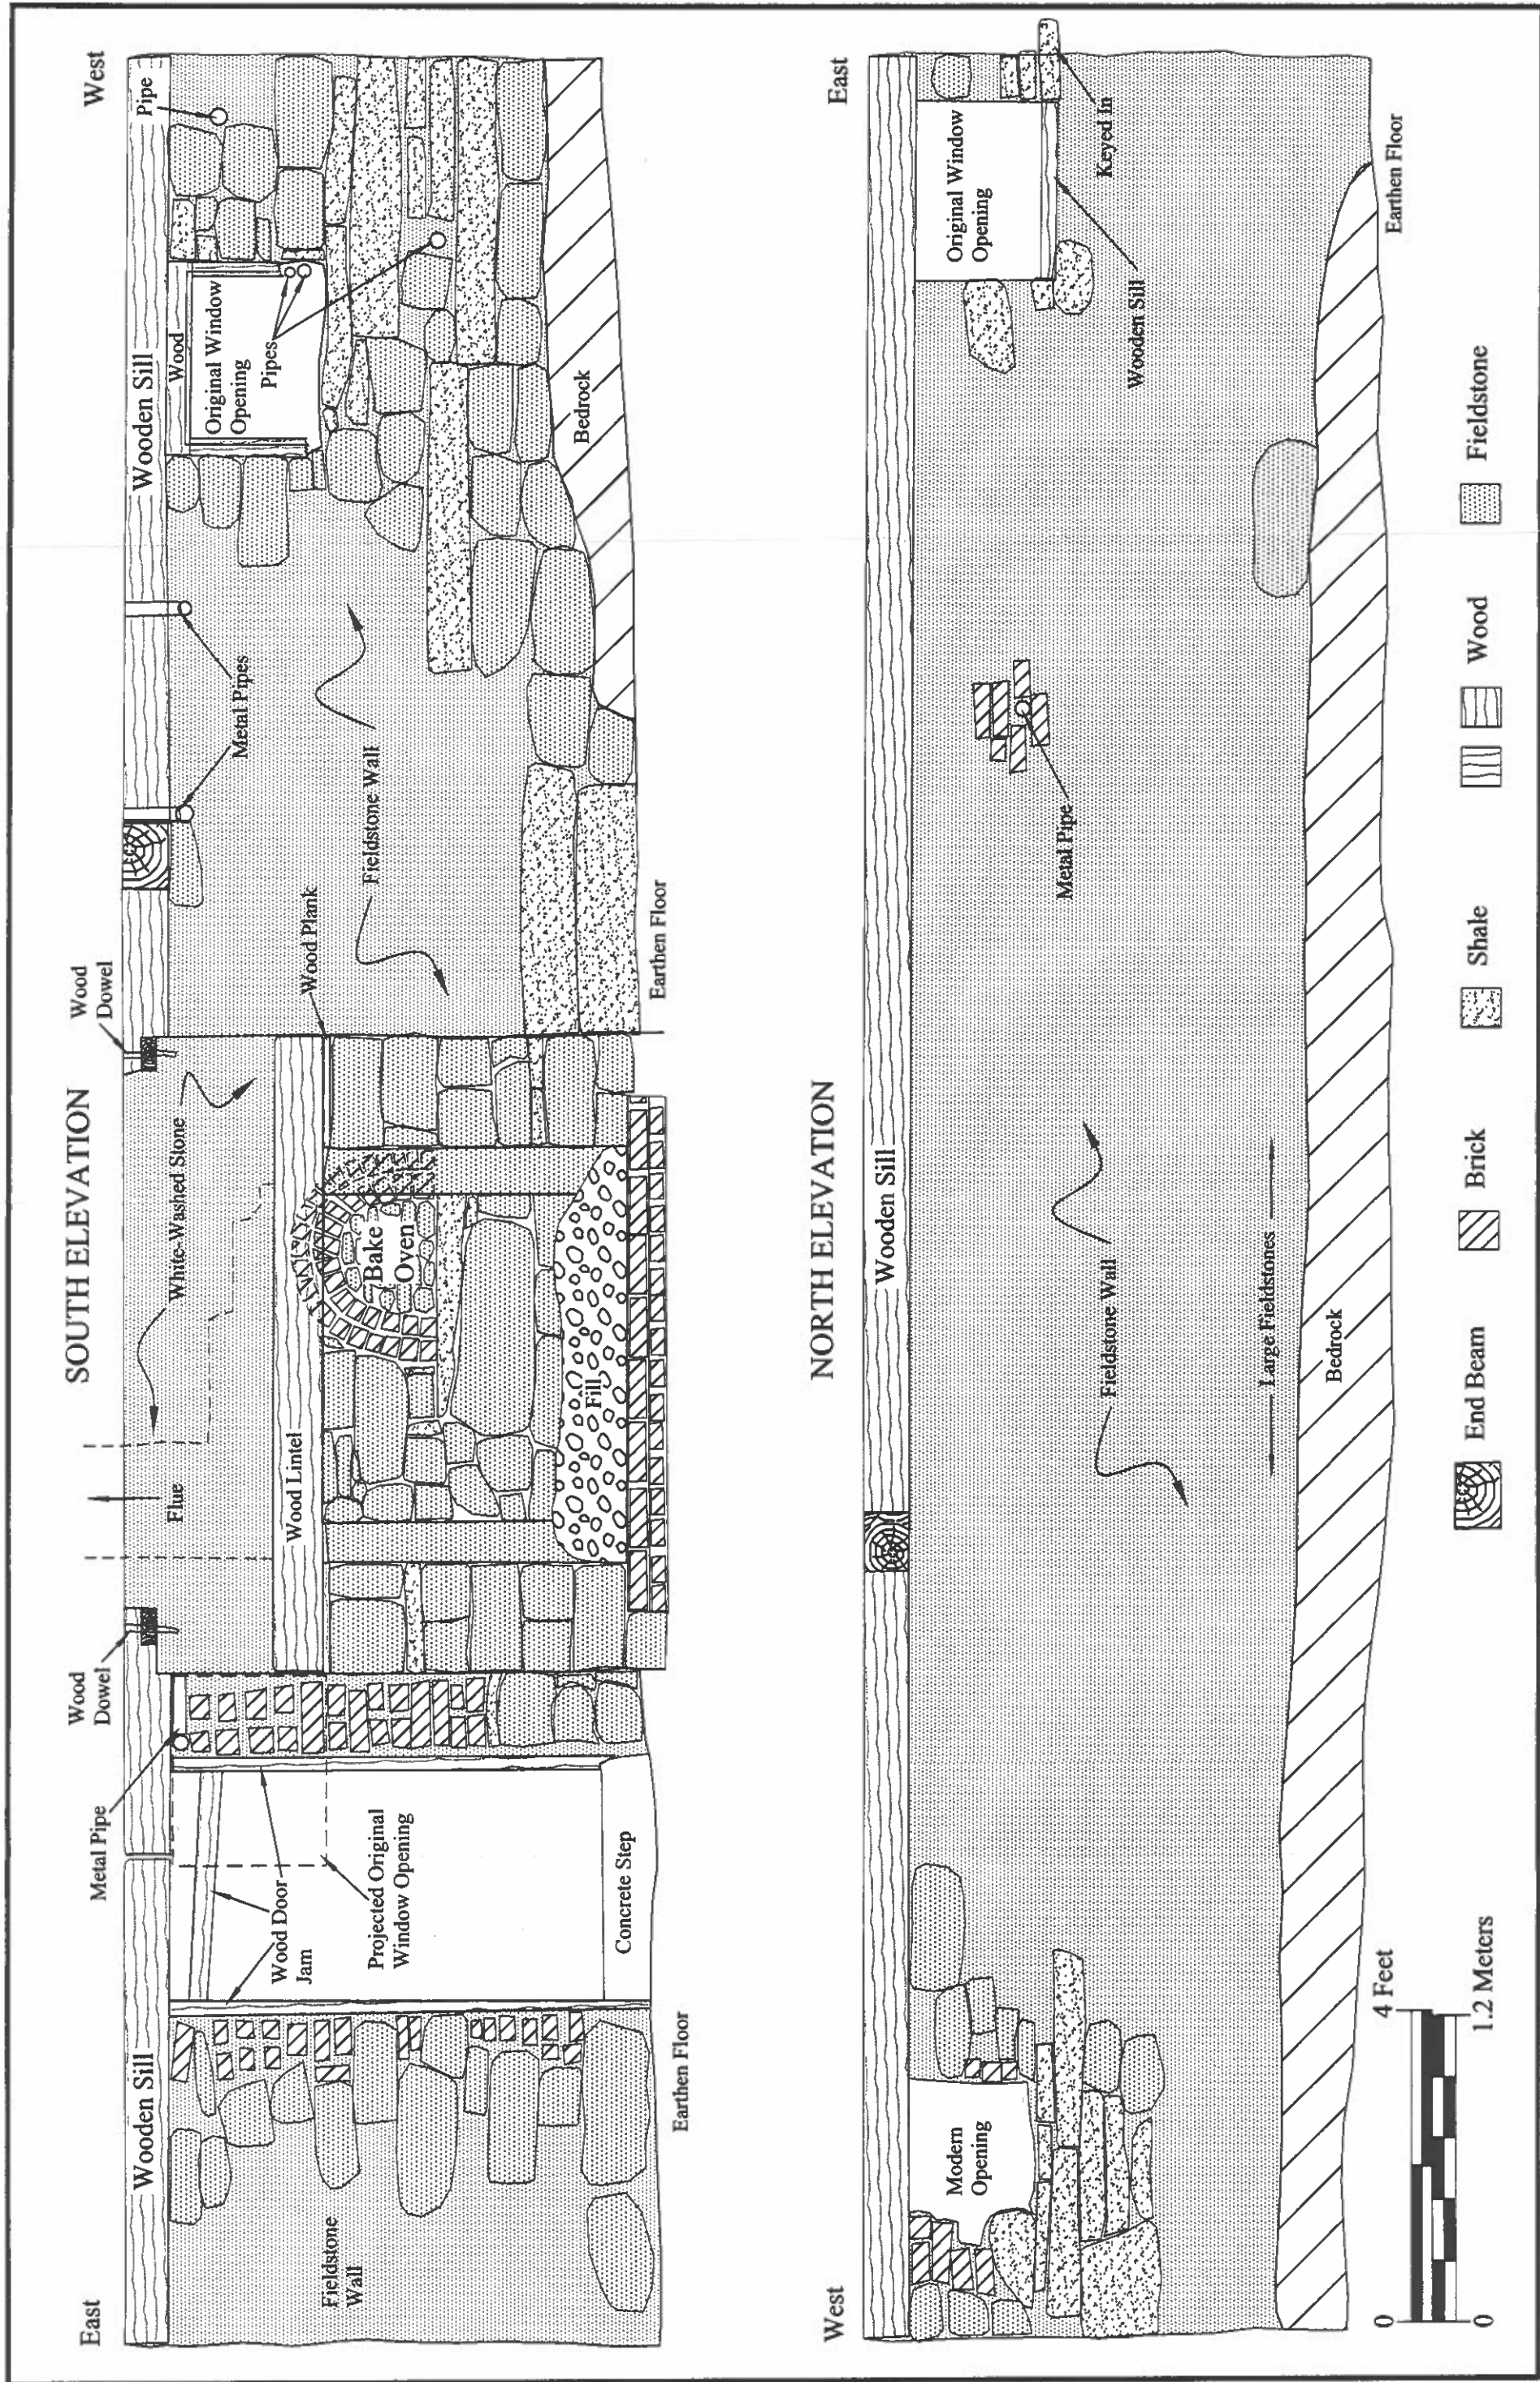 SOUTH ELEVATION
East
West
Wooden Sill
Metal Pipe
Wood
Dowel
Flue
White-Washed Stone
Wood
Dowel
Wooden Sill
Pipe
Wood
Original Window
Opening
Pipes
Metal Pipes
Wood Door
Jam
Projected Original
Window Opening
Wood Lintel
Wood Plank
Fieldstone Wall
Fieldstone
Wall
Bake
Oven
Fill
Bedrock
Concrete Step
Earthen Floor
Earthen Floor
NORTH ELEVATION
West
East
Wooden Sill
Modern
Opening
Original Window
Opening
Keyed In
Wooden Sill
Metal Pipe
Fieldstone Wall
Large Fieldstones
Bedrock
Earthen Floor
0
4 Feet
0
1.2 Meters
End Beam
Brick
Shale
Wood
Fieldstone